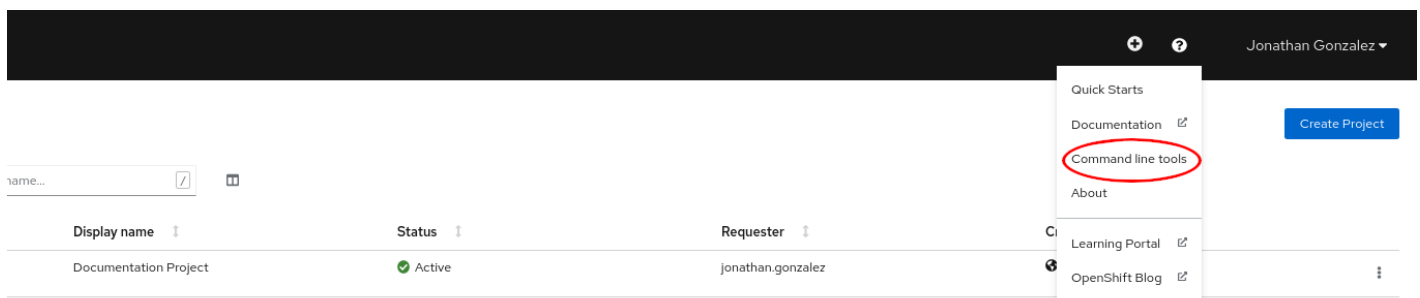 Jonathan Gonzalez
Quick Starts
Documentation
Create Project
Command line tools
name...
/
About
Display name
Status
Requester
Learning Portal
Documentation Project
Active
jonathan.gonzalez
OpenShift Blog